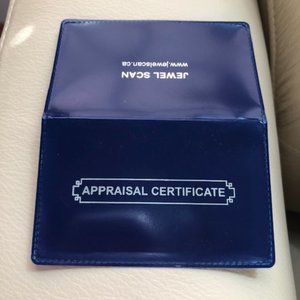 JEWEL SCAN
www.jewelscan.ca
APPRAISAL CERTIFICATE